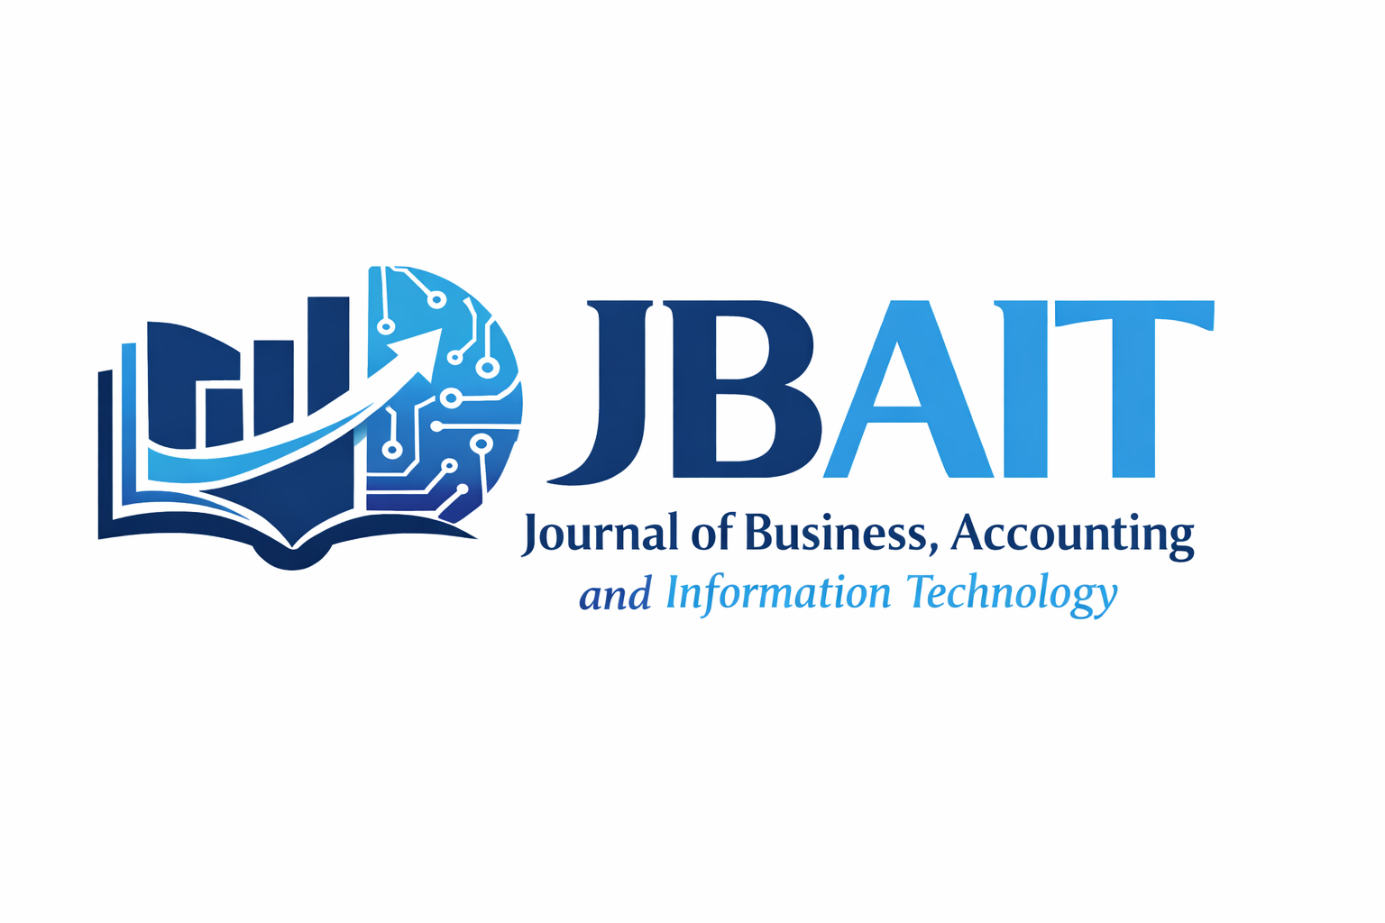 JBAIT
Journal of Business, Accounting
and Information Technology